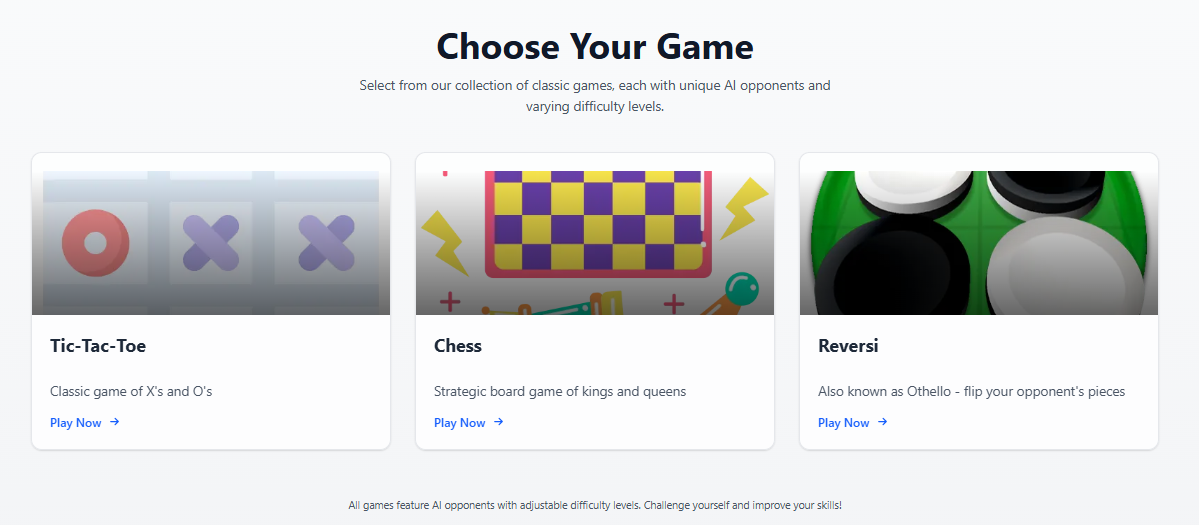 Choose Your Game
Select from our collection of classic games, each with unique AI opponents and
varying difficulty levels.
Tic-Tac-Toe
Classic game of X's and O's
Play Now →
Chess
Strategic board game of kings and queens
Play Now →
Reversi
Also known as Othello - flip your opponent's pieces
Play Now →
All games feature AI opponents with adjustable difficulty levels. Challenge yourself and improve your skills!